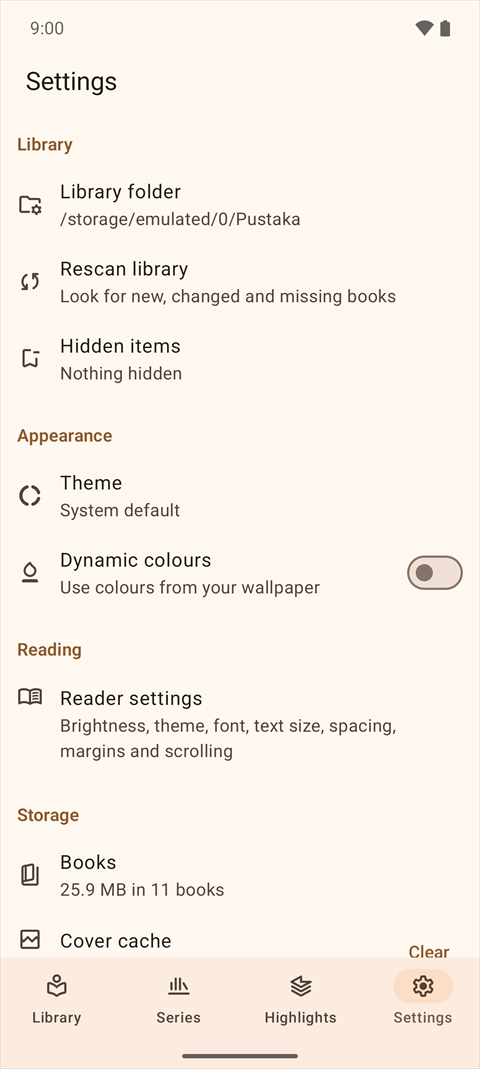 9:00
Settings
Library
Library folder
/storage/emulated/0/Pustaka
Rescan library
Look for new, changed and missing books
Hidden items
Nothing hidden
Appearance
Theme
System default
Dynamic colours
Use colours from your wallpaper
Reading
Reader settings
Brightness, theme, font, text size, spacing,
margins and scrolling
Storage
Books
25.9 MB in 11 books
Cover cache
Clear
Library
Series
Highlights
Settings